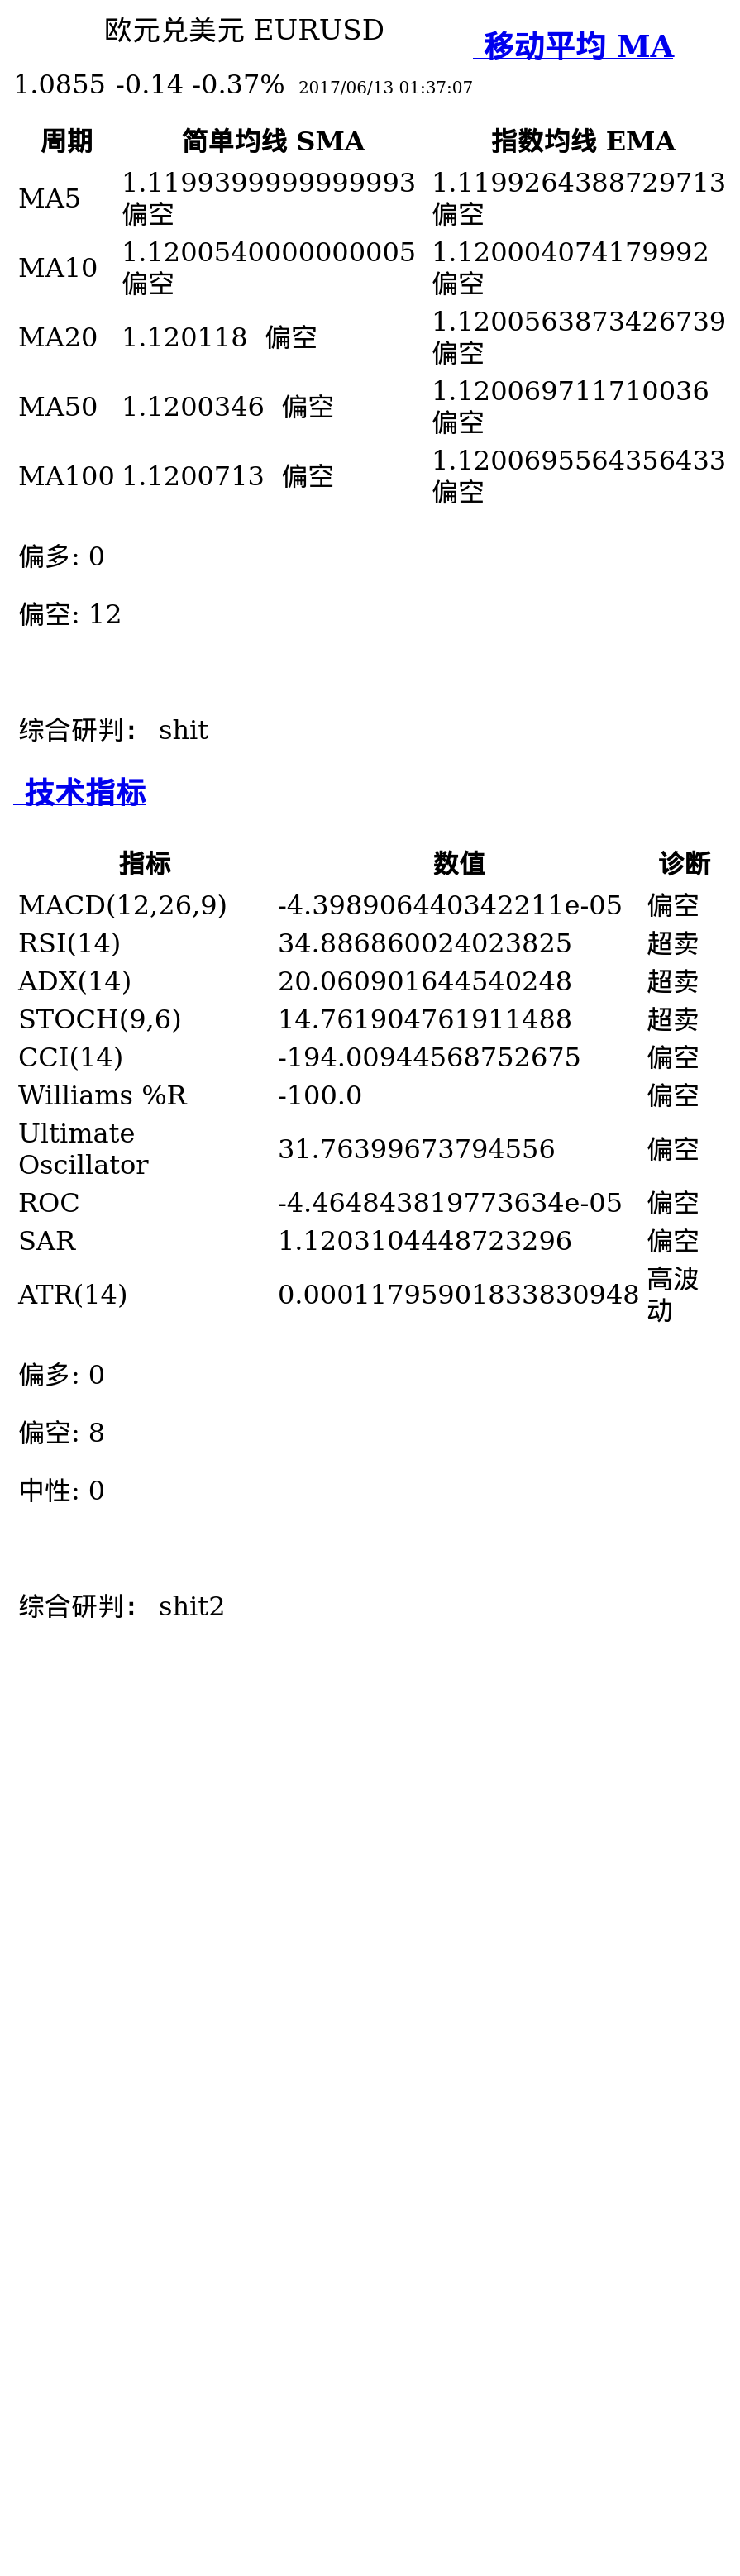 欧元兑美元 EURUSD
移动平均 MA
1.0855 -0.14 -0.37% 2017/06/13 01:37:07
周期 简单均线 SMA 指数均线 EMA
MA5 1.1199399999999993 偏空 1.1199264388729713 偏空
MA10 1.1200540000000005 偏空 1.120004074179992 偏空
MA20 1.120118 偏空 1.1200563873426739 偏空
MA50 1.1200346 偏空 1.120069711710036 偏空
MA100 1.1200713 偏空 1.1200695564356433 偏空
偏多: 0
偏空: 12
综合研判： shit
技术指标
指标 数值 诊断
MACD(12,26,9) -4.398906440342211e-05 偏空
RSI(14) 34.886860024023825 超卖
ADX(14) 20.060901644540248 超卖
STOCH(9,6) 14.761904761911488 超卖
CCI(14) -194.00944568752675 偏空
Williams %R -100.0 偏空
Ultimate Oscillator 31.76399673794556 偏空
ROC -4.464843819773634e-05 偏空
SAR 1.1203104448723296 偏空
ATR(14) 0.00011795901833830948 高波动
偏多: 0
偏空: 8
中性: 0
综合研判： shit2